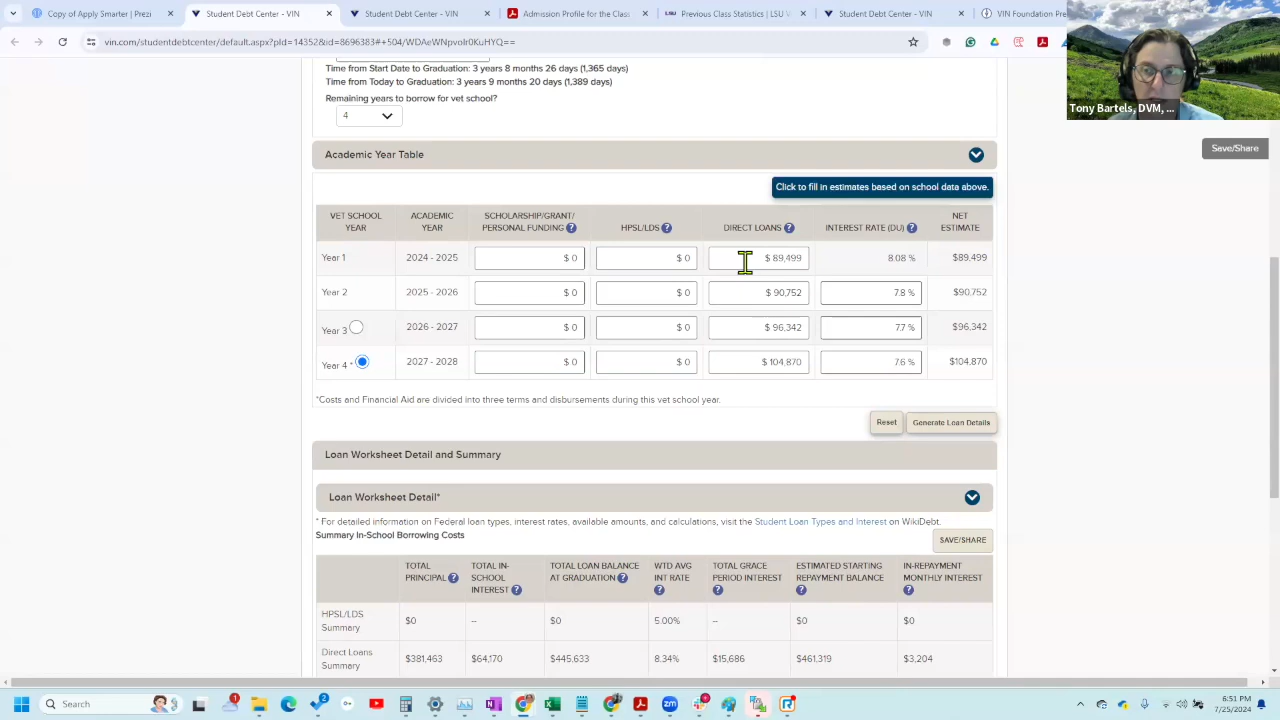 Copy of Applysmart | Prezi
Student Debt Center - VIN
Student Debt Center - VIN
Admissions Profile for the Class
Previous Class Statistics | LSU
Student Debt Center - VIN
VIN Foundation Pre
vin.com/studentdebtcenter/default.aspx?pId=14352&id=8696382#+504/WDAeWNpvoIr0KuHYQ==
Tony Bartels, DVM, ...
Save/Share
Time from Start Date to Graduation: 3 years 8 months 26 days (1,365 days)
Time from Today to Graduation: 3 years 9 months 20 days (1,389 days)
Remaining years to borrow for vet school?
4
Academic Year Table
Click to fill in estimates based on school data above.
VET SCHOOL YEAR ACADEMIC YEAR SCHOLARSHIP/GRANT/ PERSONAL FUNDING ? HPSL/LDS ? DIRECT LOANS ? INTEREST RATE (DU) ? NET ESTIMATE
Year 1 2024 - 2025 $ 0 $ 0 $ 89,499 8.08 % $89,499
Year 2 2025 - 2026 $ 0 $ 0 $ 90,752 7.8 % $90,752
Year 3 2026 - 2027 $ 0 $ 0 $ 96,342 7.7 % $96,342
Year 4 * 2027 - 2028 $ 0 $ 0 $ 104,870 7.6 % $104,870
*Costs and Financial Aid are divided into three terms and disbursements during this vet school year.
Reset Generate Loan Details
Loan Worksheet Detail and Summary
Loan Worksheet Detail*
* For detailed information on Federal loan types, interest rates, available amounts, and calculations, visit the Student Loan Types and Interest on WikiDebt.
Summary In-School Borrowing Costs
SAVE/SHARE
TOTAL PRINCIPAL ? TOTAL IN-SCHOOL INTEREST ? TOTAL LOAN BALANCE AT GRADUATION ? WTD AVG INT RATE ? TOTAL GRACE PERIOD INTEREST ? ESTIMATED STARTING REPAYMENT BALANCE ? IN-REPAYMENT MONTHLY INTEREST ?
HPSL/LDS Summary $0 -- $0 5.00% -- $0 $0
Direct Loans Summary $381,463 $64,170 $445,633 8.34% $15,686 $461,319 $3,204
Search
6:51 PM
7/25/2024